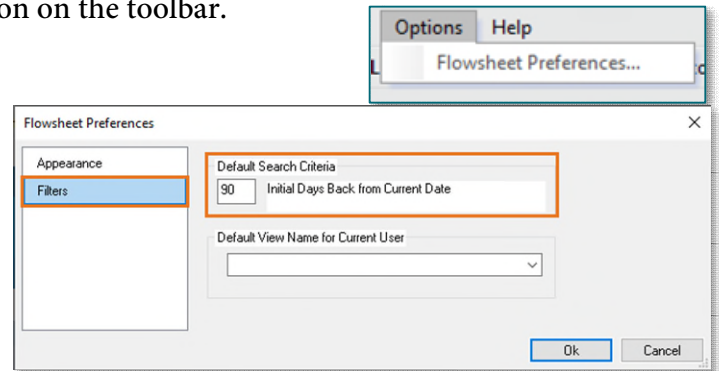 on on the toolbar.
Options Help
Flowsheet Preferences...
Flowsheet Preferences
Appearance
Filters
Default Search Criteria
90 Initial Days Back from Current Date
Default View Name for Current User
Ok Cancel